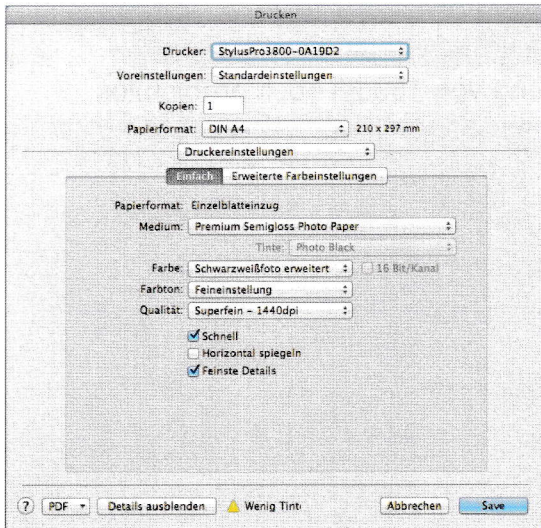 Drucken
Drucker: StylusPro3800-0A19D2
Voreinstellungen: Standardeinstellungen
Kopien: 1
Papierformat: DIN A4 210 x 297 mm
Druckereinstellungen
Einfach Erweiterte Farbeinstellungen
Papierformat: Einzelblatteinzug
Medium: Premium Semigloss Photo Paper
Tinte: Photo Black
Farbe: Schwarzweißfoto erweitert 16 Bit/Kanal
Farbton: Feineinstellung
Qualität: Superfein - 1440dpi
Schnell
Horizontal spiegeln
Feinste Details
? PDF Details ausblenden Wenig Tint Abbrechen Save